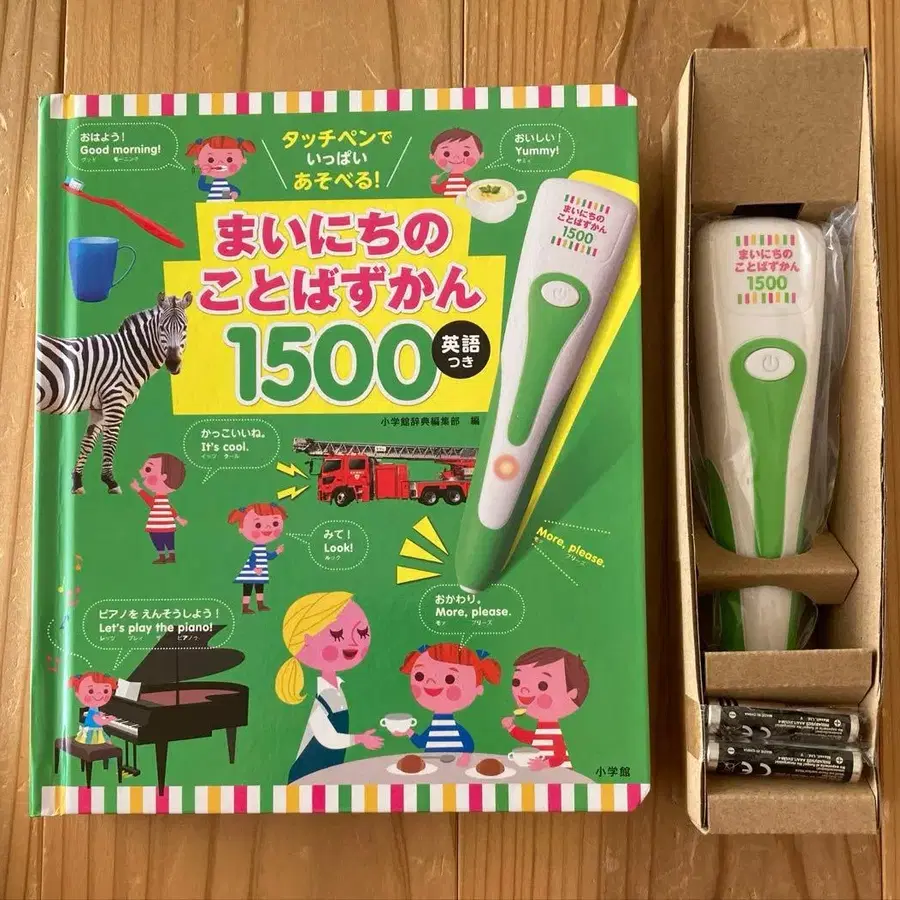 おはよう！
Good morning!
グッド モーニング
タッチペンで
いっぱい
あそべる！
おいしい！
Yummy!
ヤミィ
まいにちの
ことばずかん
1500
英語
つき
小学館辞典編集部 編
まいにちの
ことばずかん
1500
かっこいいね。
It's cool.
イッツ クール
みて！
Look!
ルック
More, please.
モァ プリーズ
おかわり。
More, please.
モァ プリーズ
ピアノを えんそうしよう！
Let's play the piano!
レッツ プレイ ザ ピアノゥ
小学館
まいにちの
ことばずかん
1500